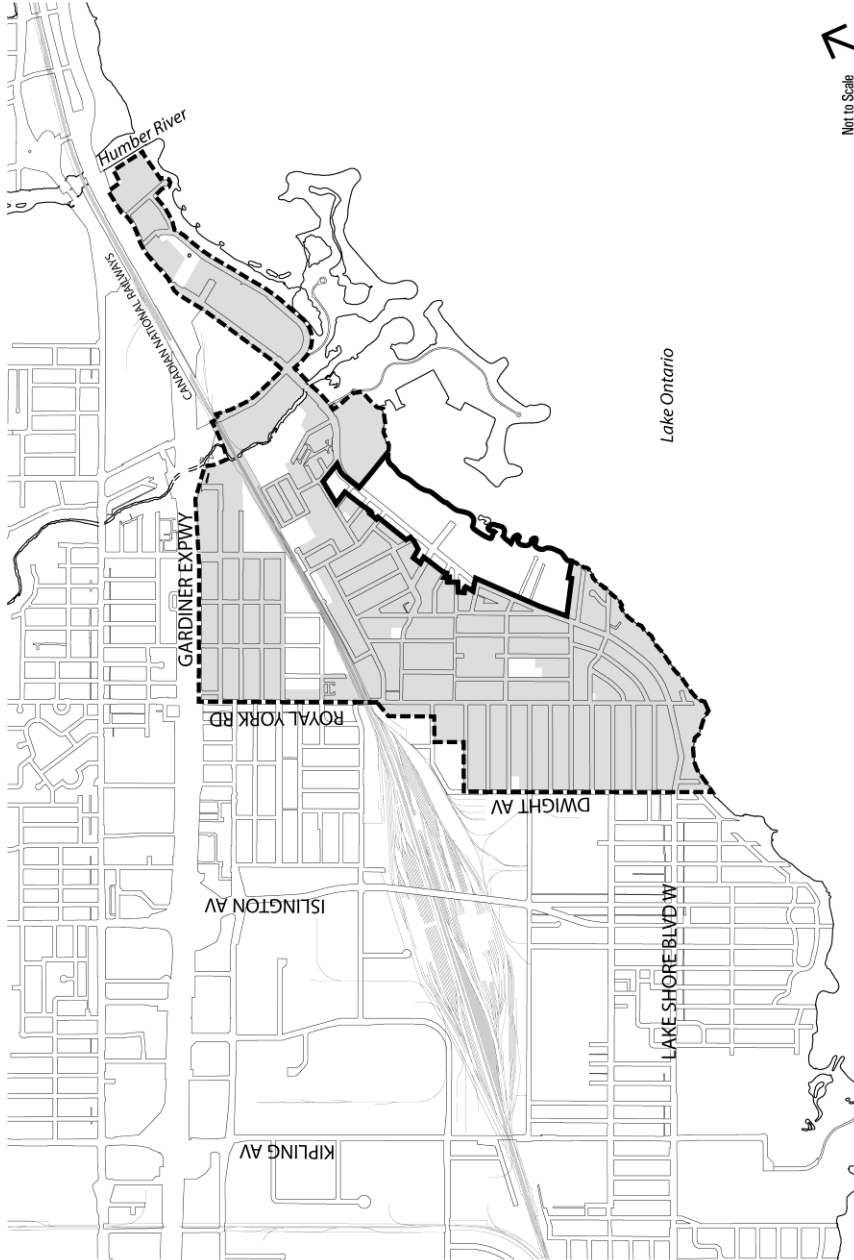 Humber River
CANADIAN NATIONAL RAILWAYS
Not to Scale
Lake Ontario
GARDINER EXPWY
ROYAL YORK RD
DWIGHT AV
ISLINGTON AV
LAKE SHORE BLVD W
KIPLING AV